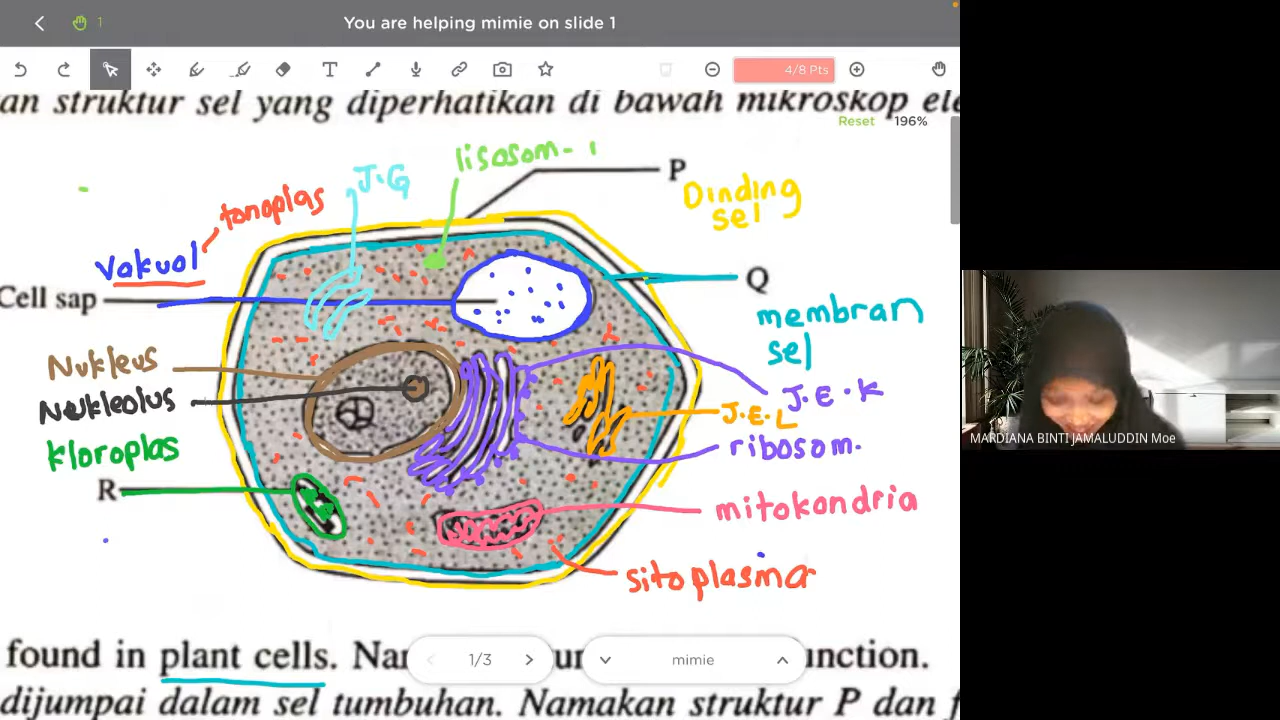 You are helping mimie on slide 1
1
4/8 Pts
Reset 196%
an struktur sel yang diperhatikan di bawah mikroskop ele
lisosom-
J.G
P
Dinding
sel
tonoplas
Vakuol
Cell sap
Q
membran
sel
Nukleus
Nukleolus
J.E.K
J.E.L
kloroplas
ribosom.
R
mitokondria
sitoplasma
found in plant cells. Nam
unction.
1/3
mimie
dijumpai dalam sel tumbuhan. Namakan struktur P dan f
MARDIANA BINTI JAMALUDDIN Moe